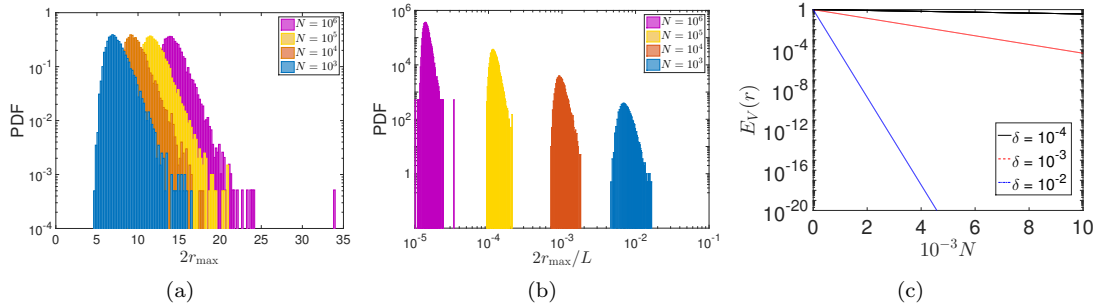 PDF
1
10^-1
10^-2
10^-3
10^-4
0 5 10 15 20 25 30 35
2r_max
N = 10^6
N = 10^5
N = 10^4
N = 10^3
(a)
PDF
10^6
10^4
10^2
1
10^-5 10^-4 10^-3 10^-2 10^-1
2r_max/L
N = 10^6
N = 10^5
N = 10^4
N = 10^3
(b)
E_V(r)
1
10^-4
10^-8
10^-12
10^-16
10^-20
0 2 4 6 8 10
10^-3 N
δ = 10^-4
δ = 10^-3
δ = 10^-2
(c)